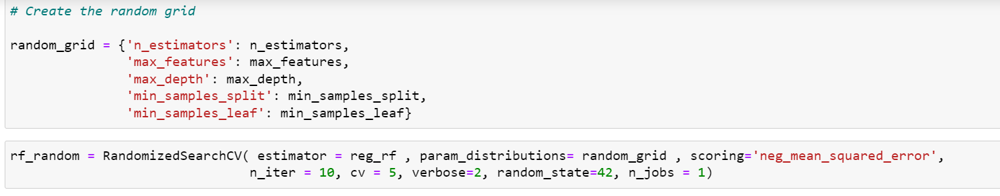 # Create the random grid
random_grid = {'n_estimators': n_estimators,
'max_features': max_features,
'max_depth': max_depth,
'min_samples_split': min_samples_split,
'min_samples_leaf': min_samples_leaf}
rf_random = RandomizedSearchCV( estimator = reg_rf , param_distributions= random_grid , scoring='neg_mean_squared_error',
n_iter = 10, cv = 5, verbose=2, random_state=42, n_jobs = 1)